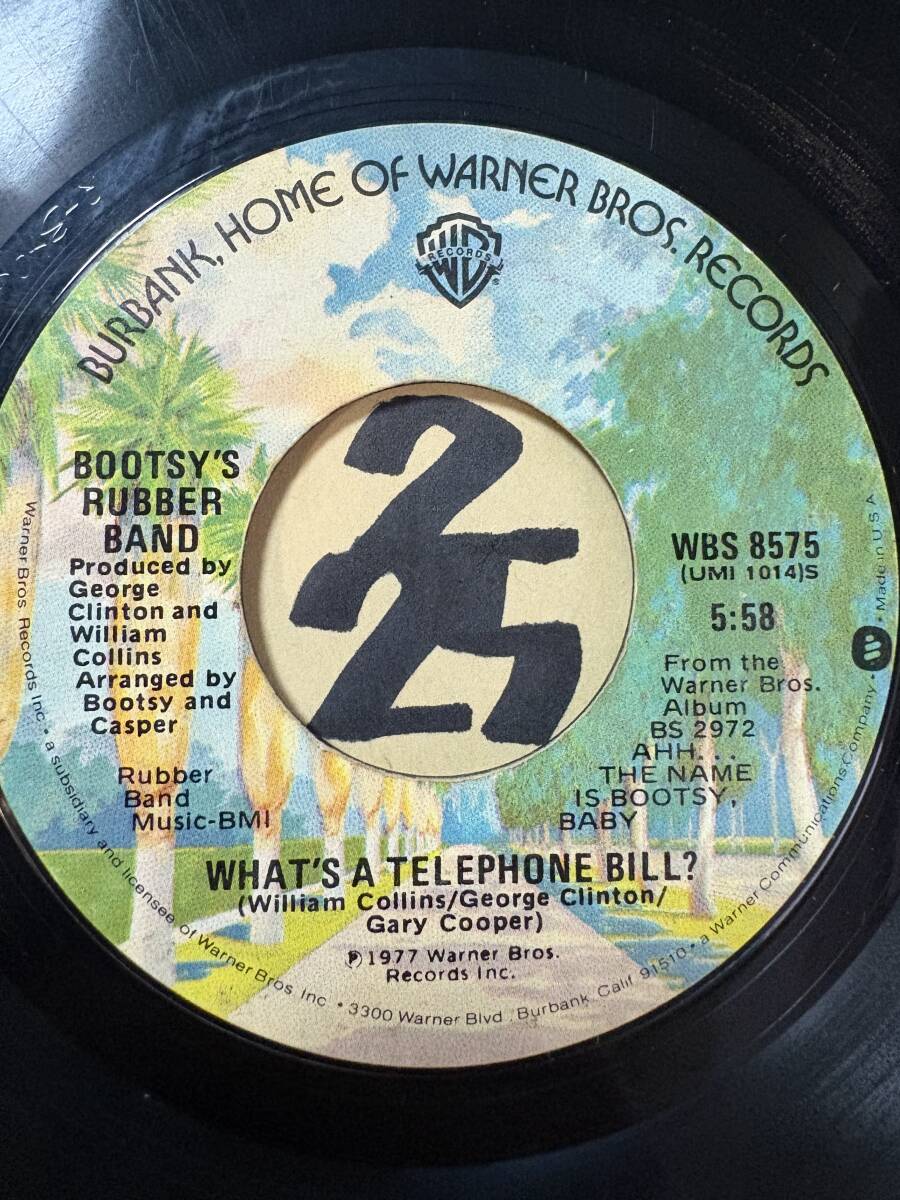 BURBANK, HOME OF WARNER BROS. RECORDS
WB
RECORDS
®
BOOTSY'S
RUBBER
BAND
Produced by
George
Clinton and
William
Collins
Arranged by
Bootsy and
Casper
Rubber
Band
Music-BMI
25
WBS 8575
(UMI 1014)S
5:58
From the
Warner Bros.
Album
BS 2972
AHH...
THE NAME
IS BOOTSY,
BABY
WHAT'S A TELEPHONE BILL?
(William Collins/George Clinton/
Gary Cooper)
℗1977 Warner Bros.
Records Inc.
Warner Bros. Records Inc. • a subsidiary and licensee of Warner Bros. Inc • 3300 Warner Blvd., Burbank, Calif. 91510 • a Warner Communications Company • Made in U S A